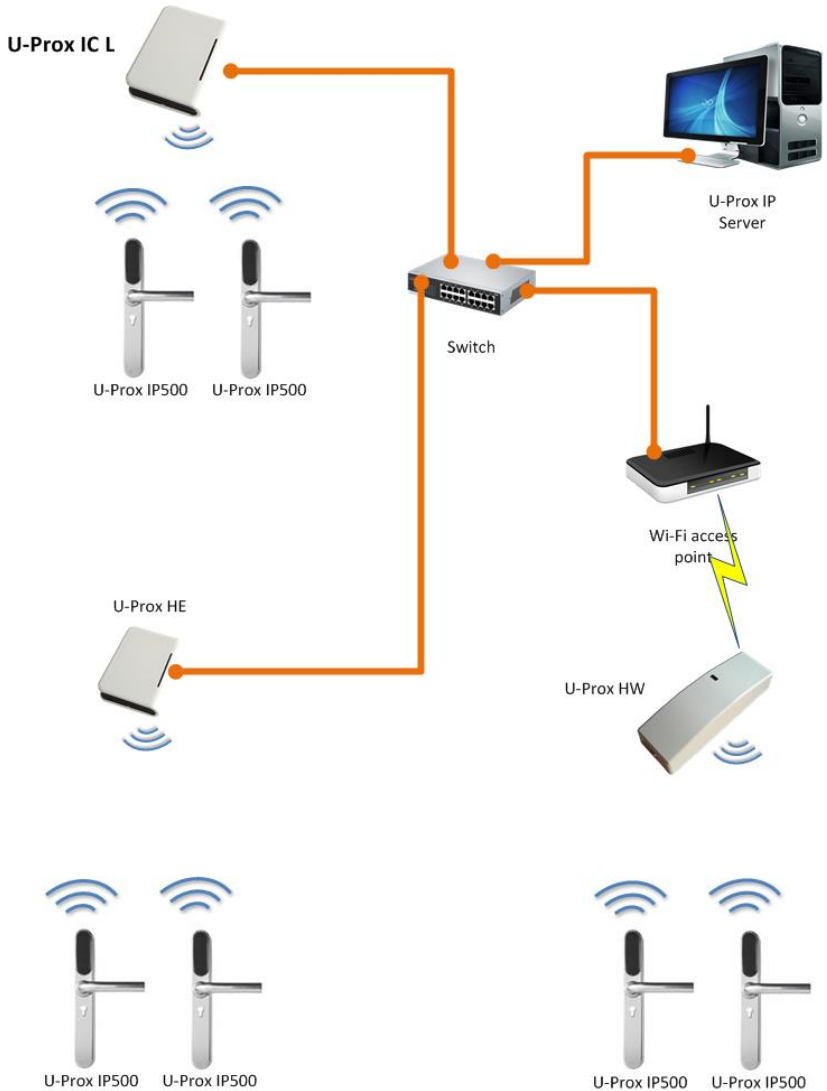 U-Prox IC L
U-Prox IP
Server
U-Prox IP500
U-Prox IP500
Switch
Wi-Fi access
point
U-Prox HE
U-Prox HW
U-Prox IP500
U-Prox IP500
U-Prox IP500
U-Prox IP500